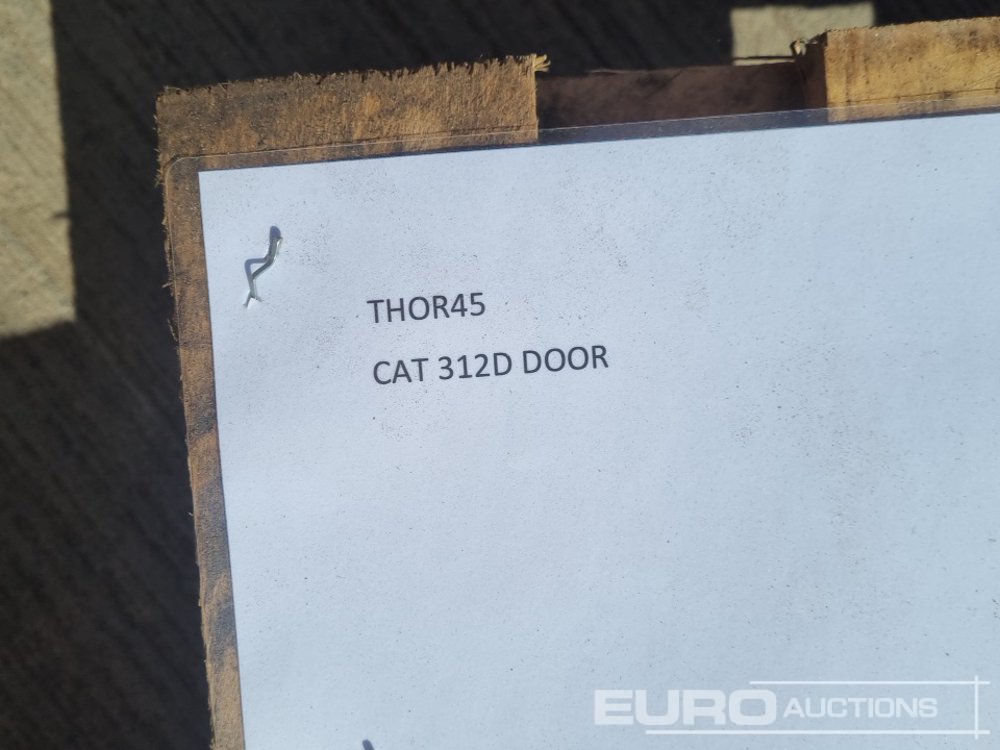 THOR45
CAT 312D DOOR
EURO AUCTIONS